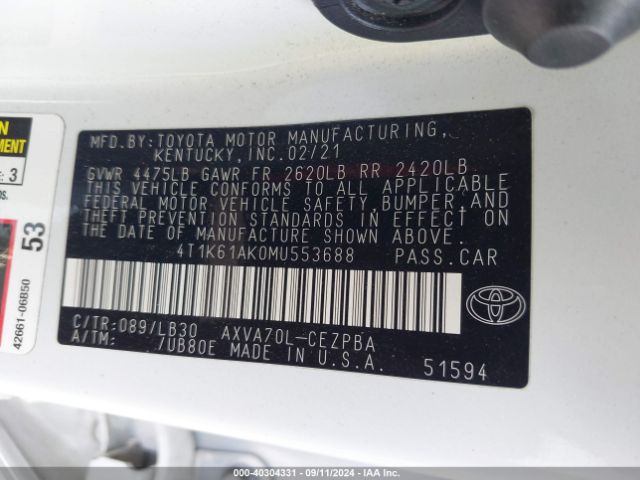 MFD.BY:TOYOTA MOTOR MANUFACTURING,
KENTUCKY, INC.02/21
GVWR 4475LB GAWR FR 2620LB RR 2420LB
THIS VEHICLE CONFORMS TO ALL APPLICABLE
FEDERAL MOTOR VEHICLE SAFETY, BUMPER, AND
THEFT PREVENTION STANDARDS IN EFFECT ON
THE DATE OF MANUFACTURE SHOWN ABOVE.
4T1K61AK0MU553688 PASS.CAR
C/TR:089/LB30 AXVA70L-CEZPBA
A/TM: /UB80E MADE IN U.S.A.
51594
3
53
42661-06850
© - 40304331 - 09/11/2024 - IAA Inc.